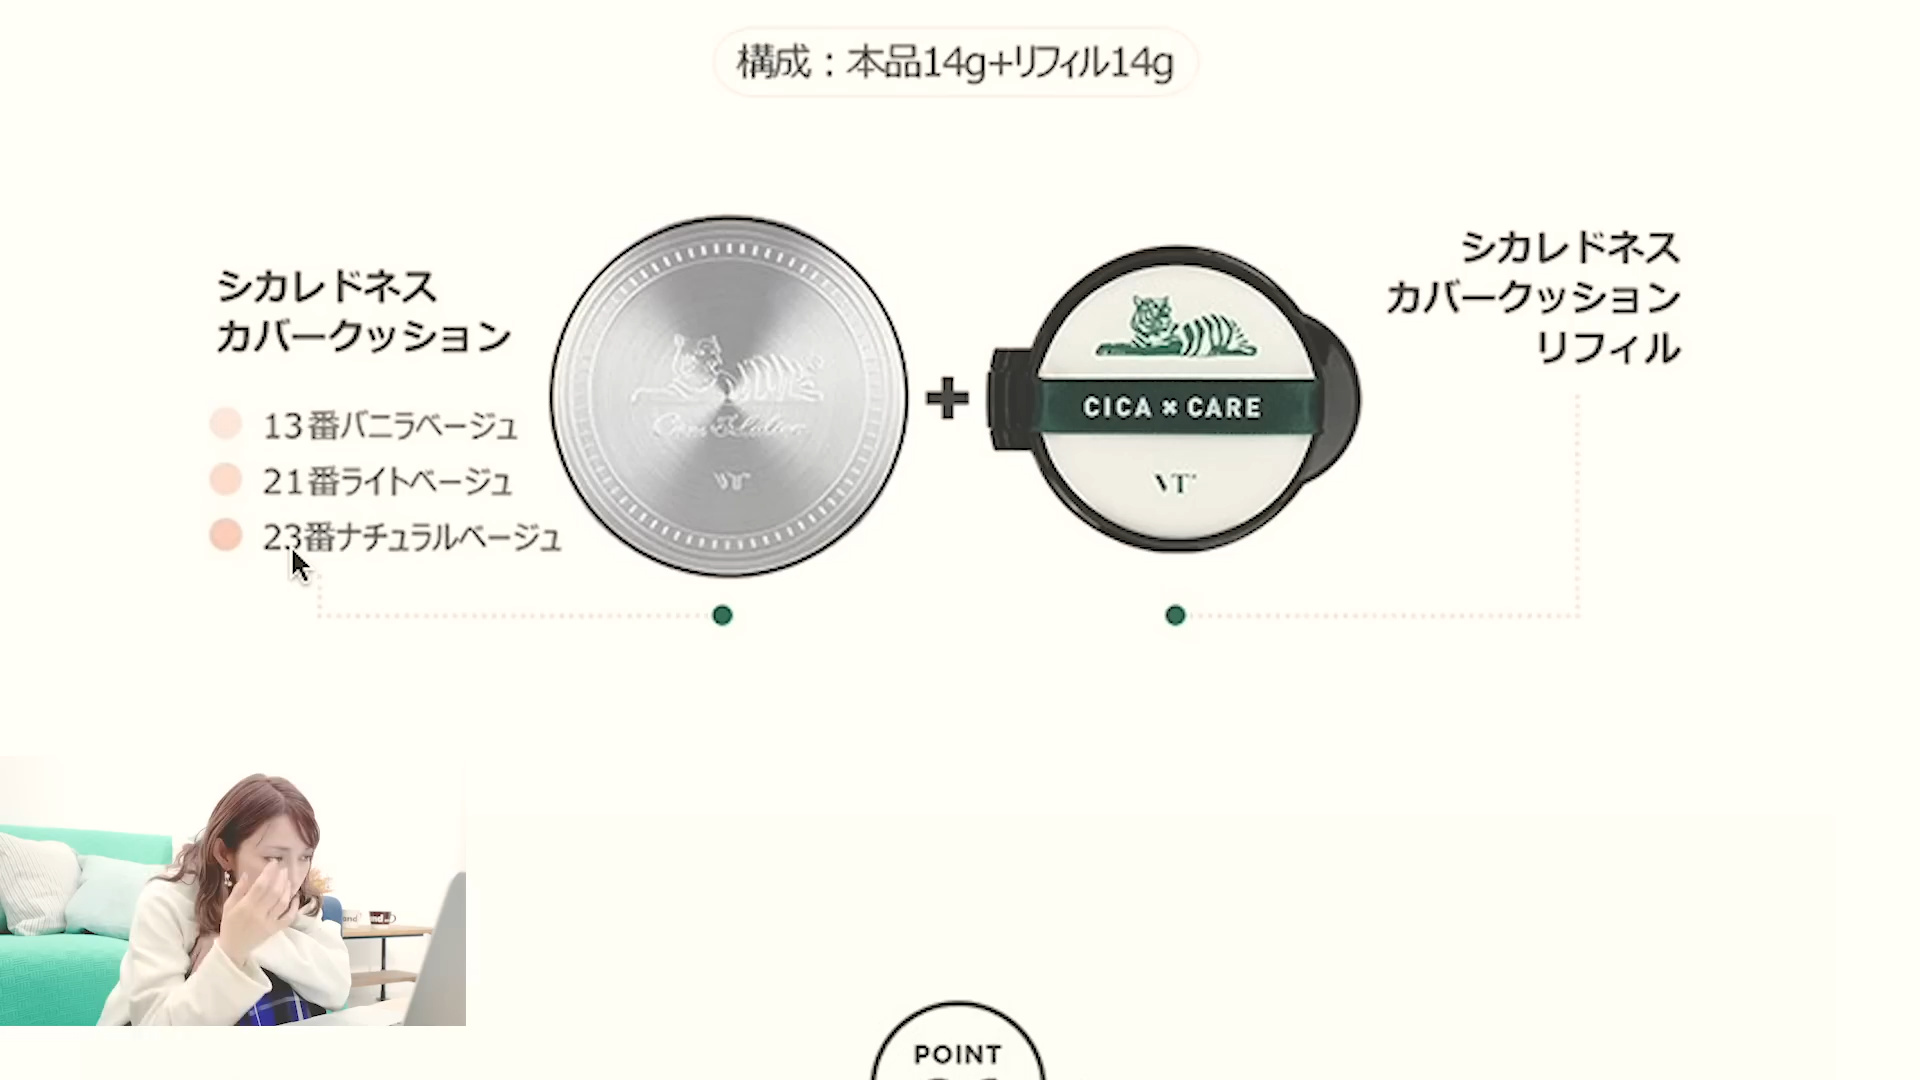 構成：本品14g+リフィル14g
シカレドネス
カバークッション
13番バニラベージュ
21番ライトベージュ
23番ナチュラルベージュ
VT
CICA × CARE
VT
シカレドネス
カバークッション
リフィル
POINT